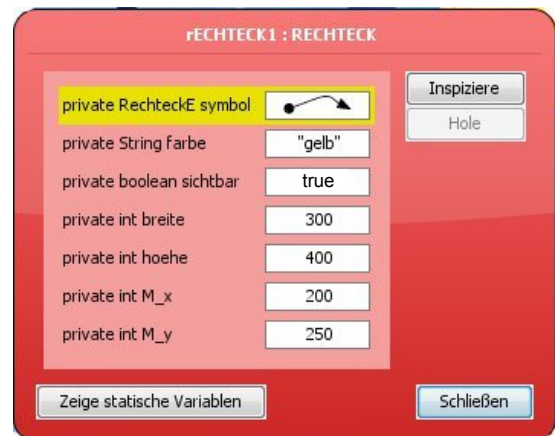 rECHTECK1 : RECHTECK
private RechteckE symbol
Inspiziere
private String farbe "gelb"
Hole
private boolean sichtbar true
private int breite 300
private int hoehe 400
private int M_x 200
private int M_y 250
Zeige statische Variablen Schließen